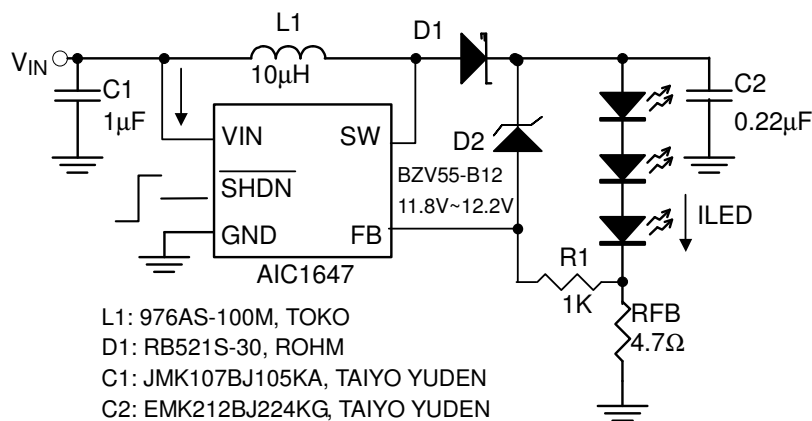 L1
D1
VIN
C1
1µF
10µH
C2
0.22µF
VIN
SW
D2
SHDN
BZV55-B12
11.8V~12.2V
GND
FB
ILED
AIC1647
R1
1K
RFB
4.7Ω
L1: 976AS-100M, TOKO
D1: RB521S-30, ROHM
C1: JMK107BJ105KA, TAIYO YUDEN
C2: EMK212BJ224KG, TAIYO YUDEN